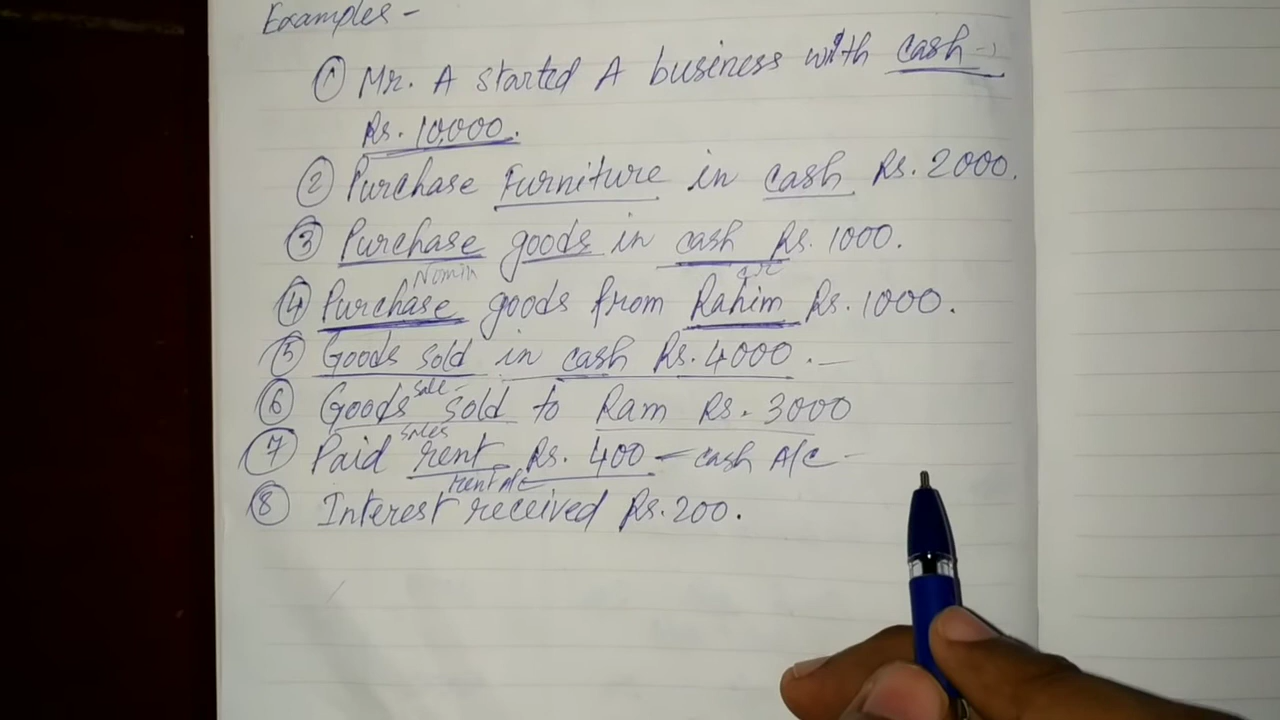 Examples -
① Mr. A started A business with cash
Rs. 10,000.
② Purchase Furniture in cash Rs. 2000.
③ Purchase goods in cash Rs. 1000.
Nomin
④ Purchase goods from Rahim Rs. 1000.
⑤ Goods sold in cash Rs. 4000.
sale
⑥ Goods sold to Ram Rs. 3000
sales
⑦ Paid rent Rs. 400 - cash A/C
rent A/C
⑧ Interest received Rs. 200.